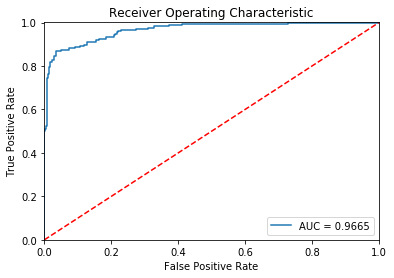 Receiver Operating Characteristic
1.0
0.8
0.6
0.4
0.2
0.0
True Positive Rate
AUC = 0.9665
0.0 0.2 0.4 0.6 0.8 1.0
False Positive Rate